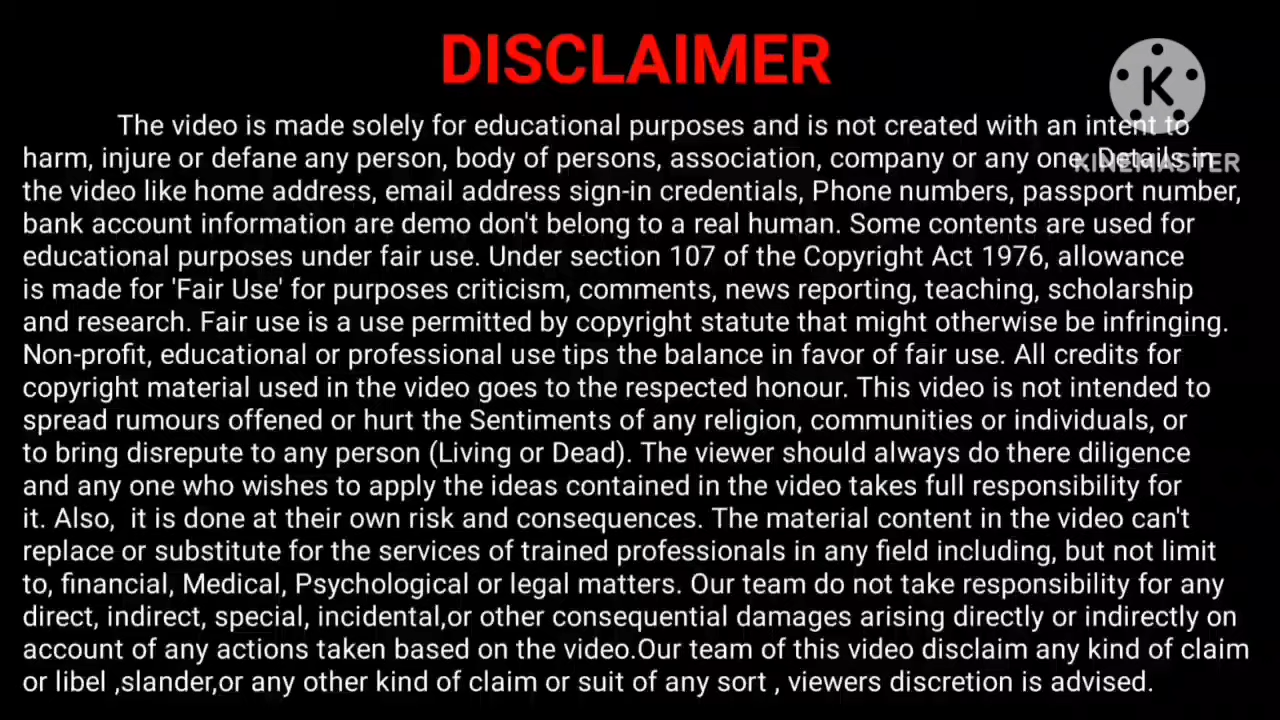 DISCLAIMER
The video is made solely for educational purposes and is not created with an intent to
harm, injure or defane any person, body of persons, association, company or any one. Details in
the video like home address, email address sign-in credentials, Phone numbers, passport number,
bank account information are demo don't belong to a real human. Some contents are used for
educational purposes under fair use. Under section 107 of the Copyright Act 1976, allowance
is made for 'Fair Use' for purposes criticism, comments, news reporting, teaching, scholarship
and research. Fair use is a use permitted by copyright statute that might otherwise be infringing.
Non-profit, educational or professional use tips the balance in favor of fair use. All credits for
copyright material used in the video goes to the respected honour. This video is not intended to
spread rumours offened or hurt the Sentiments of any religion, communities or individuals, or
to bring disrepute to any person (Living or Dead). The viewer should always do there diligence
and any one who wishes to apply the ideas contained in the video takes full responsibility for
it. Also,  it is done at their own risk and consequences. The material content in the video can't
replace or substitute for the services of trained professionals in any field including, but not limit
to, financial, Medical, Psychological or legal matters. Our team do not take responsibility for any
direct, indirect, special, incidental,or other consequential damages arising directly or indirectly on
account of any actions taken based on the video.Our team of this video disclaim any kind of claim
or libel ,slander,or any other kind of claim or suit of any sort , viewers discretion is advised.
K
KINEMASTER